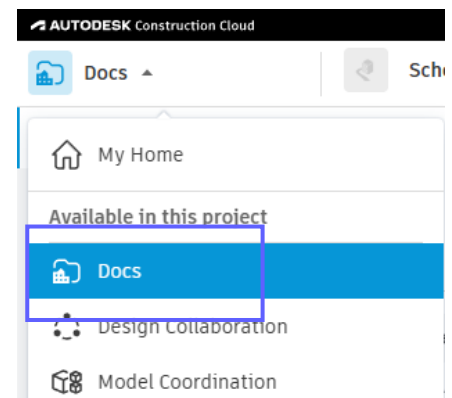 AUTODESK Construction Cloud
Docs
My Home
Available in this project
Docs
Design Collaboration
Model Coordination